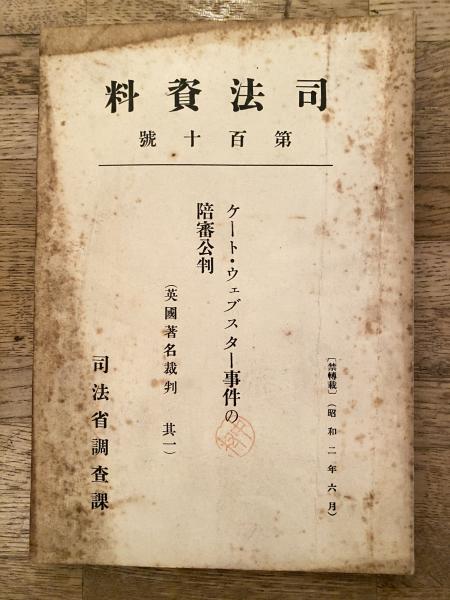 司法資料
第百十號
〔禁轉載〕（昭和二年六月）
ケート・ウェブスター事件の
陪審公判
（英國著名裁判　其一）
司法省調査課